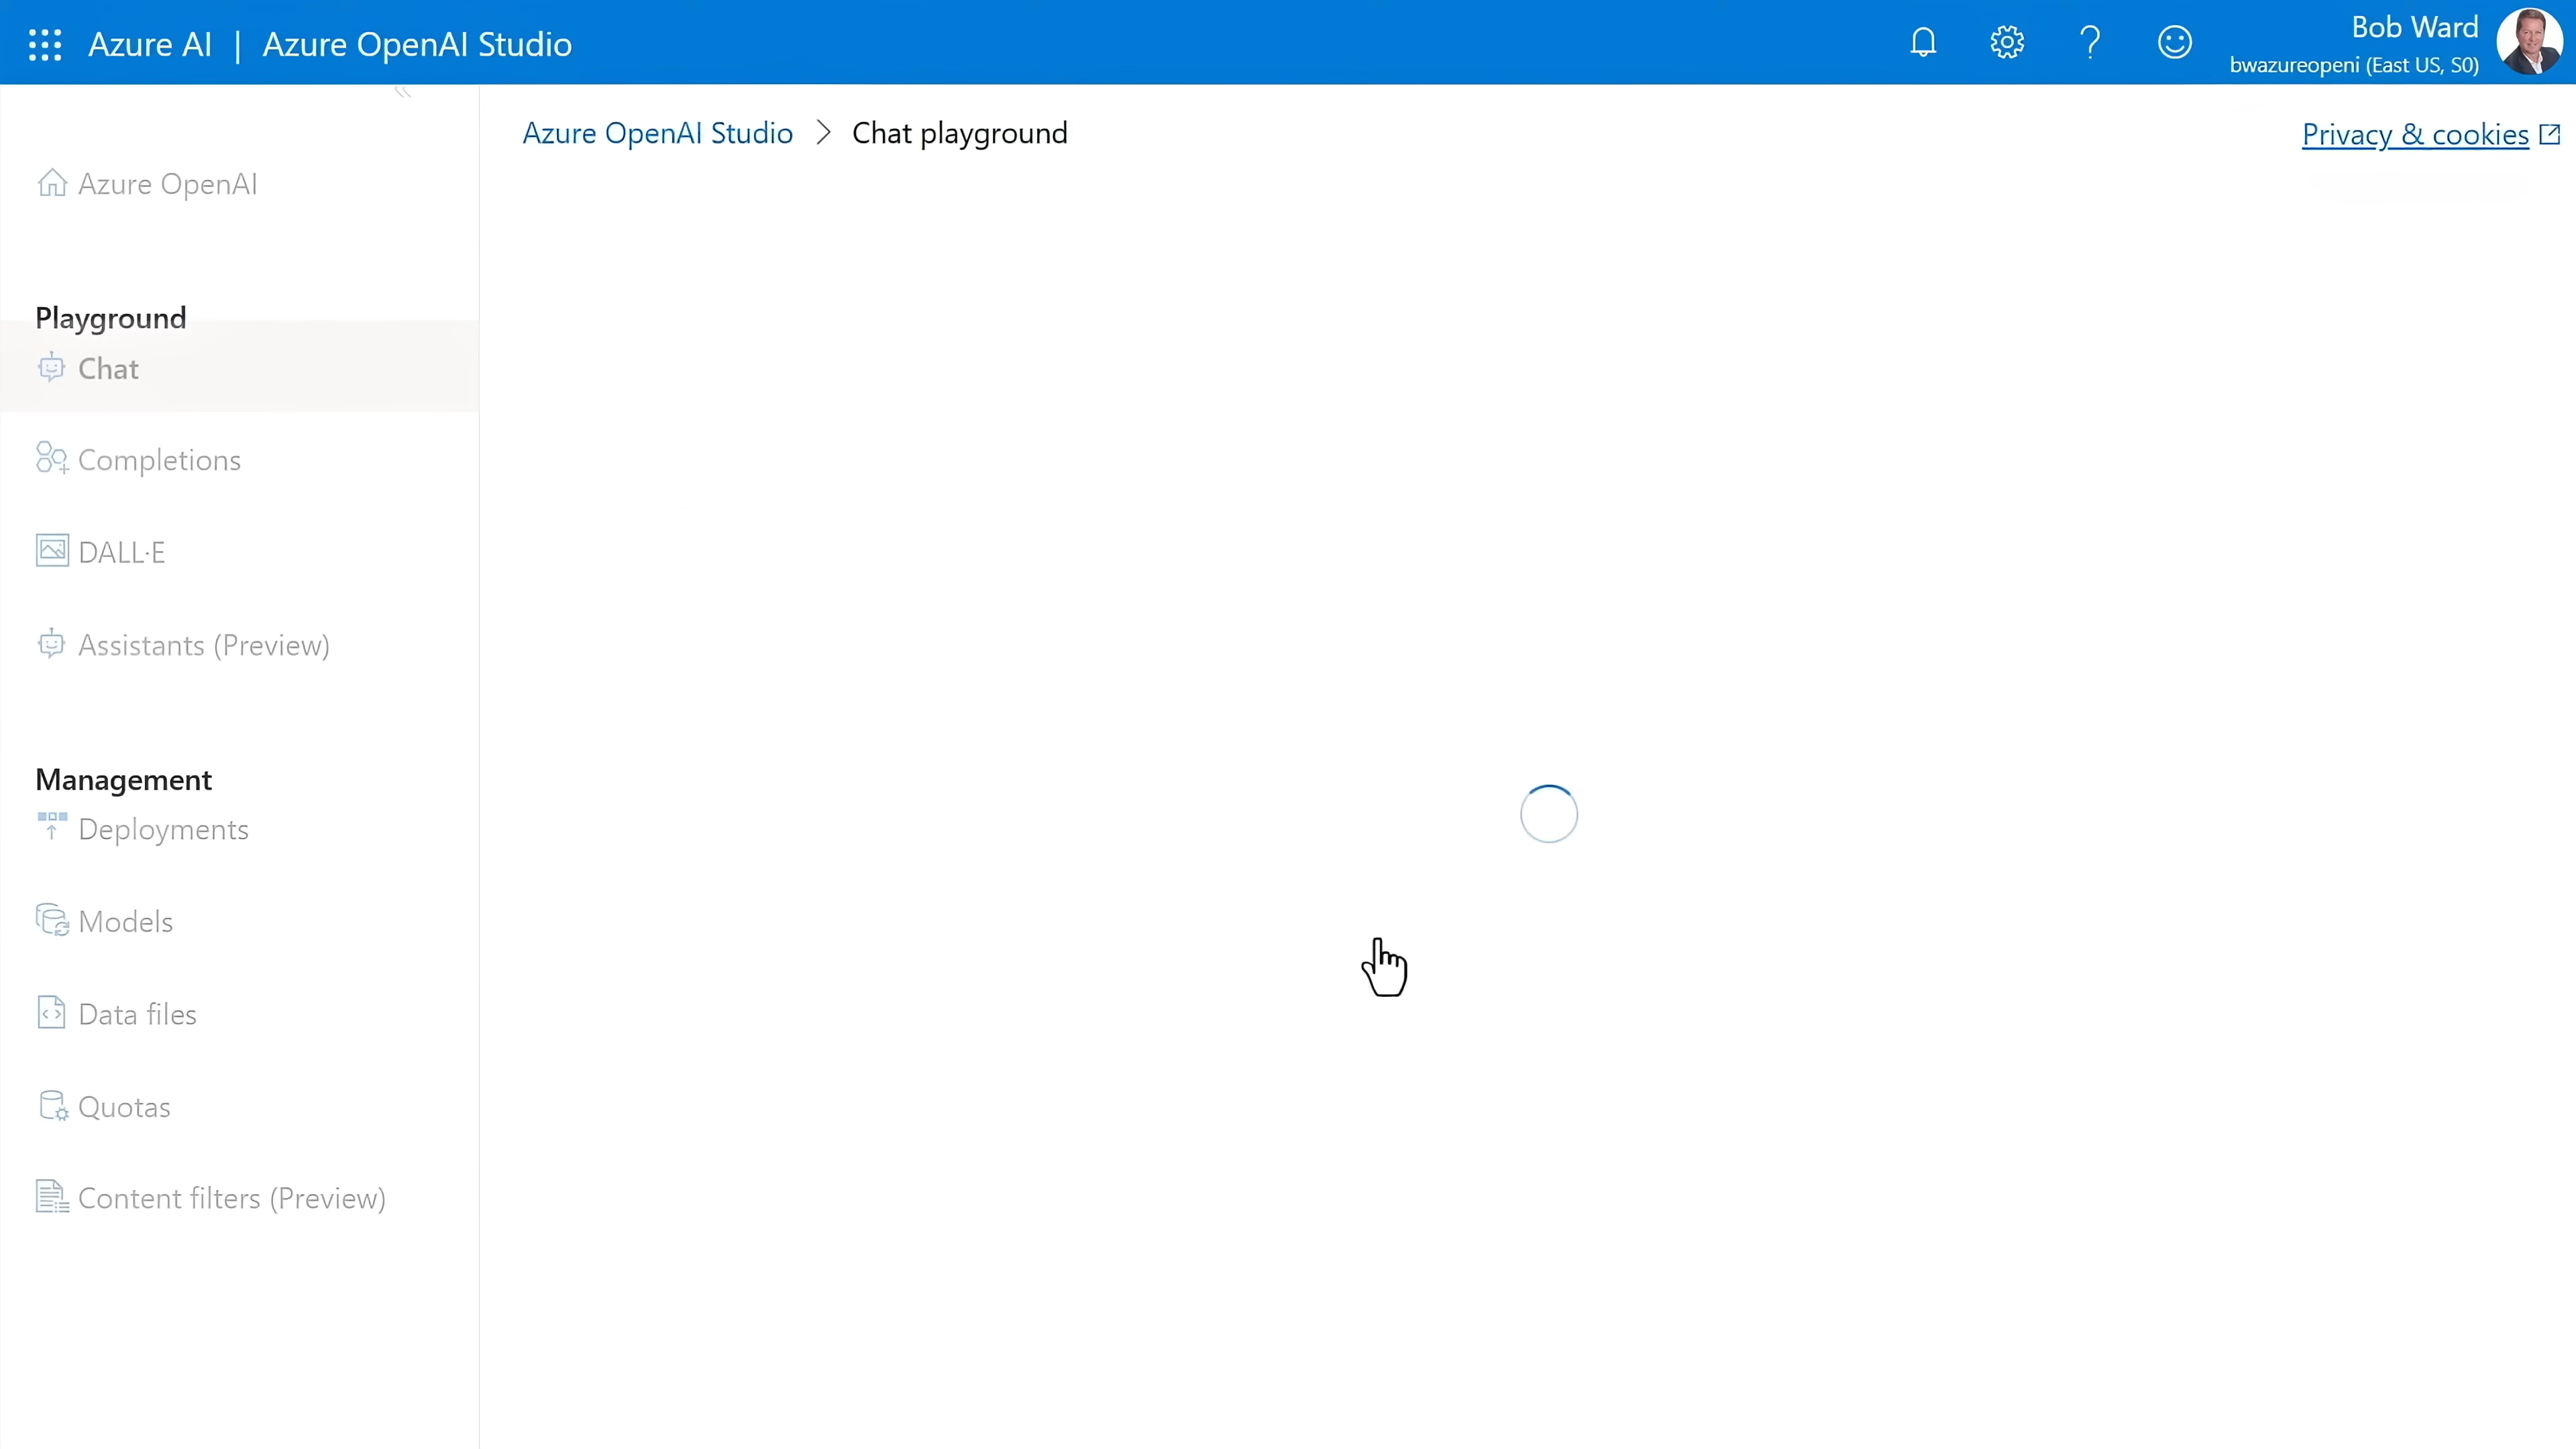 Azure AI | Azure OpenAI Studio
Bob Ward
bwazureopeni (East US, S0)
Azure OpenAI Studio > Chat playground
Privacy & cookies
Azure OpenAI
Playground
Chat
Completions
DALL·E
Assistants (Preview)
Management
Deployments
Models
Data files
Quotas
Content filters (Preview)